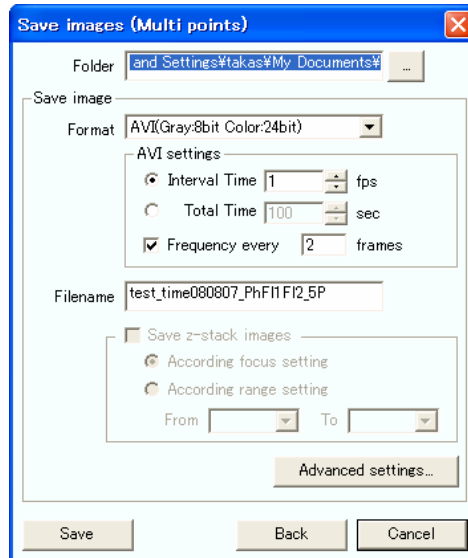 Save images (Multi points)
Folder and Settings¥takas¥My Documents¥ ...
Save image
Format AVI(Gray:8bit Color:24bit)
AVI settings
Interval Time 1 fps
Total Time 100 sec
Frequency every 2 frames
Filename test_time080807_PhFl1Fl2_5P
Save z-stack images
According focus setting
According range setting
From To
Advanced settings...
Save Back Cancel